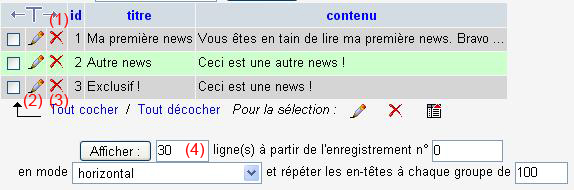 (1)
←T→ id titre contenu
1 Ma première news Vous êtes en tain de lire ma première news. Bravo ...
2 Autre news Ceci est une autre news !
3 Exclusif ! Ceci est une news !
(2) (3) Tout cocher / Tout décocher Pour la sélection :
Afficher : 30 (4) ligne(s) à partir de l'enregistrement n° 0
en mode horizontal et répéter les en-têtes à chaque groupe de 100